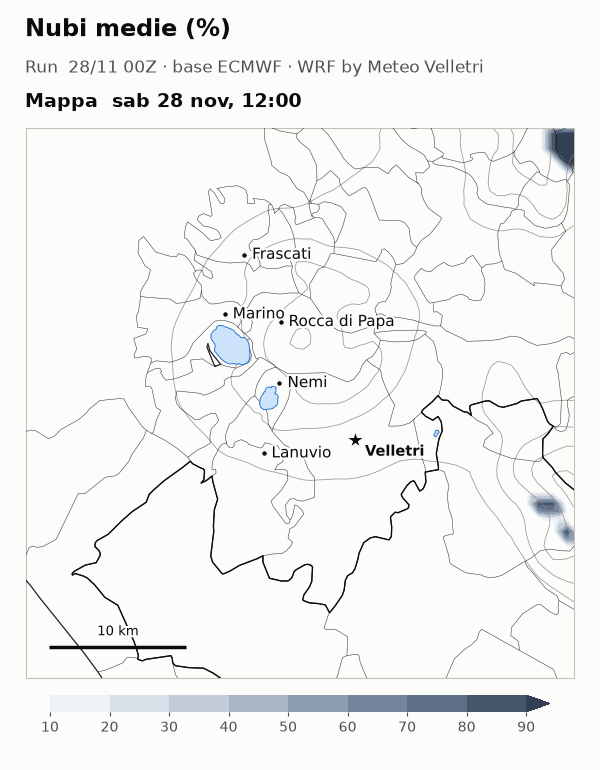 Nubi medie (%)
Run  28/11 00Z · base ECMWF · WRF by Meteo Velletri
Mappa  sab 28 nov, 12:00
Frascati
Marino
Rocca di Papa
Nemi
Lanuvio
Velletri
10 km
10 20 30 40 50 60 70 80 90